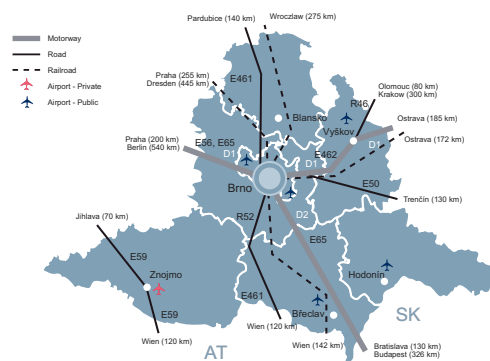 Motorway
Road
Railroad
Airport - Private
Airport - Public
Pardubice (140 km)
Wroclaw (275 km)
Praha (255 km)
Dresden (445 km)
E461
Olomouc (80 km)
Krakow (300 km)
R46
Blansko
Vyškov
Ostrava (185 km)
Praha (200 km)
Berlin (540 km)
E56, E65
D1
E462
D1
D1
Ostrava (172 km)
Brno
E50
Trenčín (130 km)
R52
D2
Jihlava (70 km)
E65
E59
Znojmo
Hodonín
E461
Břeclav
E59
SK
Wien (120 km)
Wien (120 km)
Wien (142 km)
Bratislava (130 km)
Budapest (326 km)
AT